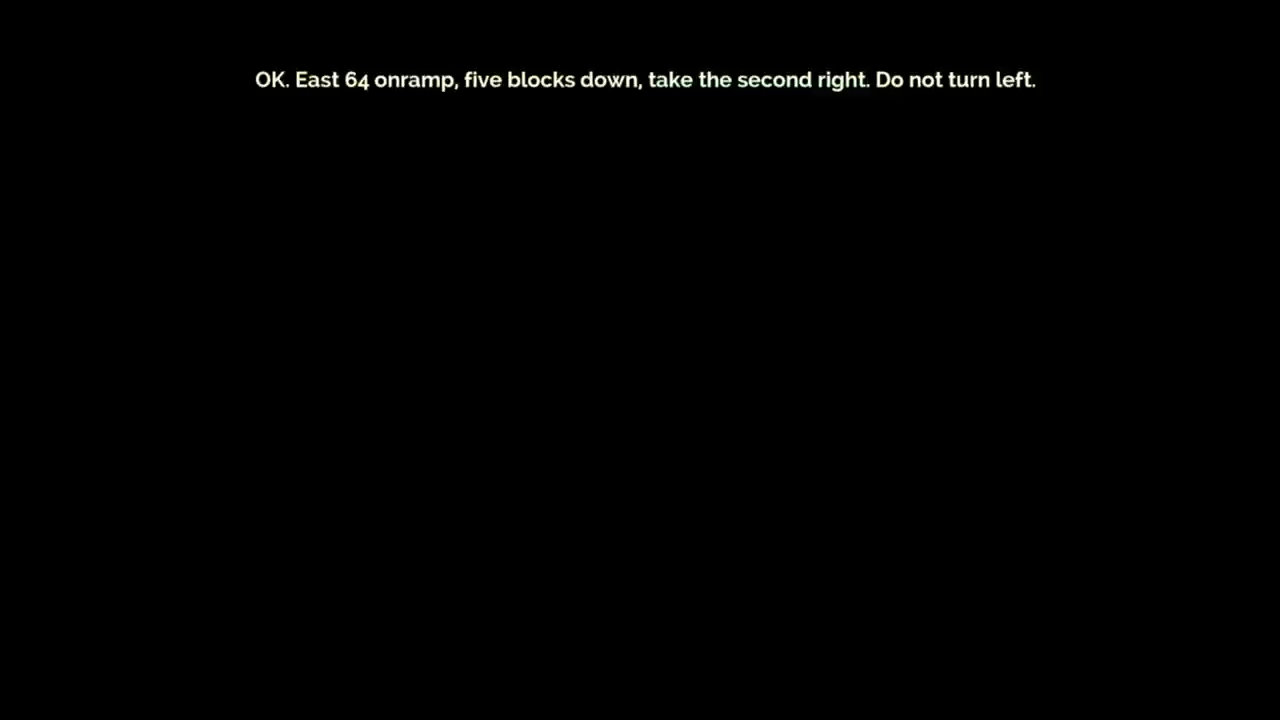 OK. East 64 onramp, five blocks down, take the second right. Do not turn left.